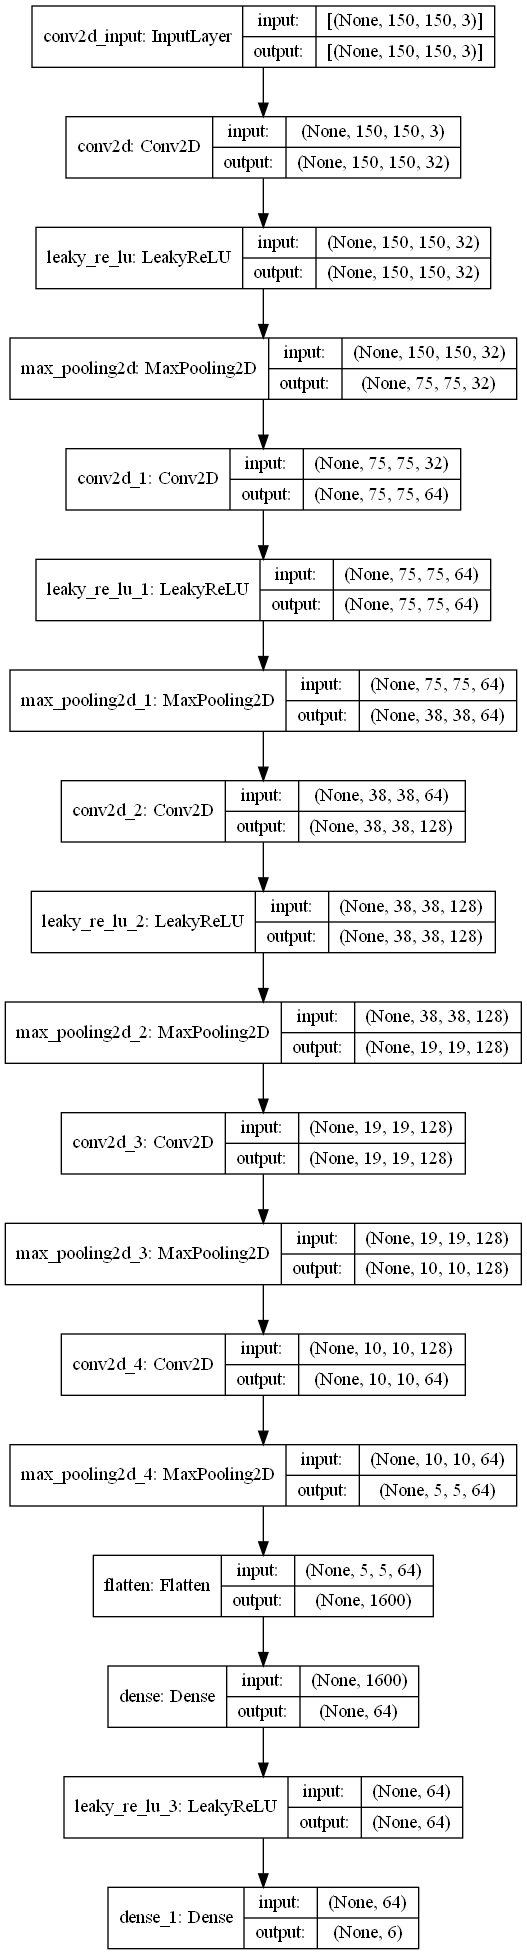 conv2d_input: InputLayer
input: [(None, 150, 150, 3)]
output: [(None, 150, 150, 3)]
conv2d: Conv2D
input: (None, 150, 150, 3)
output: (None, 150, 150, 32)
leaky_re_lu: LeakyReLU
input: (None, 150, 150, 32)
output: (None, 150, 150, 32)
max_pooling2d: MaxPooling2D
input: (None, 150, 150, 32)
output: (None, 75, 75, 32)
conv2d_1: Conv2D
input: (None, 75, 75, 32)
output: (None, 75, 75, 64)
leaky_re_lu_1: LeakyReLU
input: (None, 75, 75, 64)
output: (None, 75, 75, 64)
max_pooling2d_1: MaxPooling2D
input: (None, 75, 75, 64)
output: (None, 38, 38, 64)
conv2d_2: Conv2D
input: (None, 38, 38, 64)
output: (None, 38, 38, 128)
leaky_re_lu_2: LeakyReLU
input: (None, 38, 38, 128)
output: (None, 38, 38, 128)
max_pooling2d_2: MaxPooling2D
input: (None, 38, 38, 128)
output: (None, 19, 19, 128)
conv2d_3: Conv2D
input: (None, 19, 19, 128)
output: (None, 19, 19, 128)
max_pooling2d_3: MaxPooling2D
input: (None, 19, 19, 128)
output: (None, 10, 10, 128)
conv2d_4: Conv2D
input: (None, 10, 10, 128)
output: (None, 10, 10, 64)
max_pooling2d_4: MaxPooling2D
input: (None, 10, 10, 64)
output: (None, 5, 5, 64)
flatten: Flatten
input: (None, 5, 5, 64)
output: (None, 1600)
dense: Dense
input: (None, 1600)
output: (None, 64)
leaky_re_lu_3: LeakyReLU
input: (None, 64)
output: (None, 64)
dense_1: Dense
input: (None, 64)
output: (None, 6)